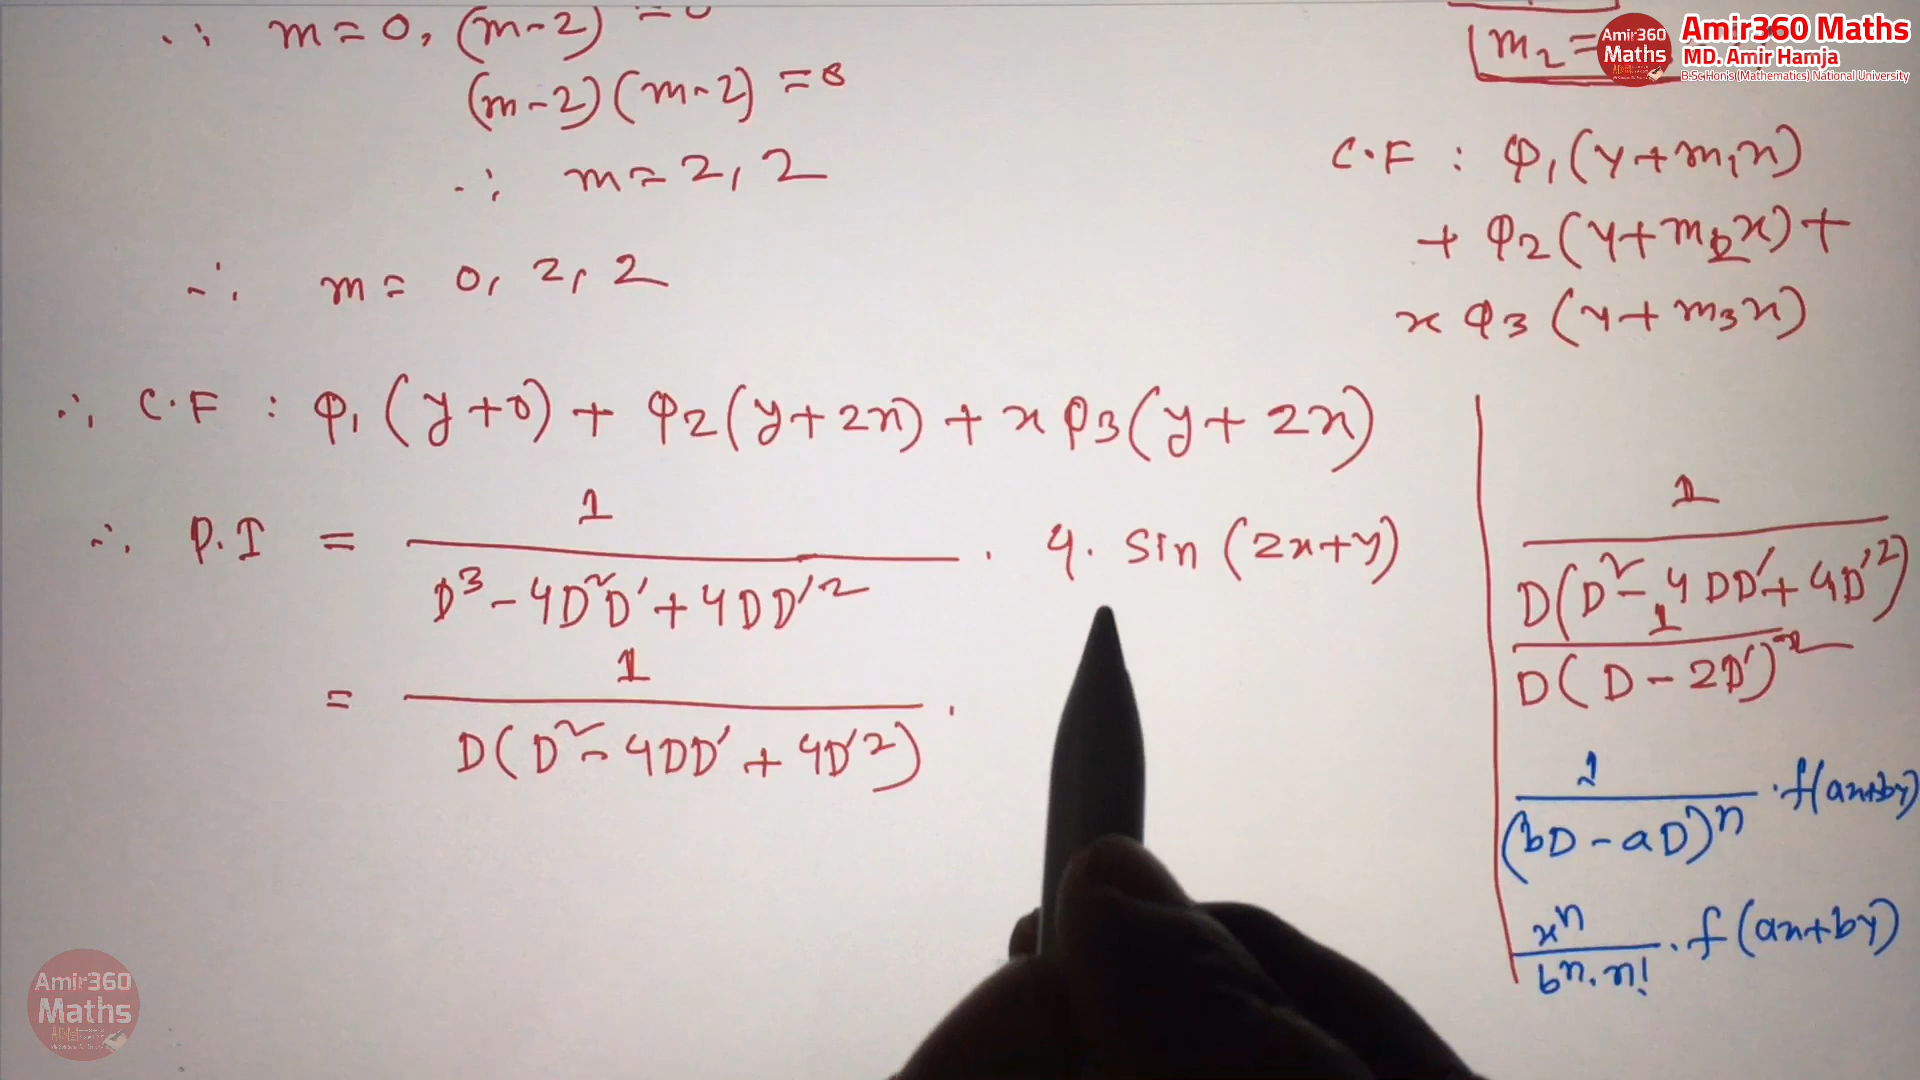 ∴ m = 0, (m-2) = 0
(m-2)(m-2) = 0
∴ m = 2, 2
∴ m = 0, 2, 2
∴ C.F : φ₁(y+0) + φ₂(y+2x) + xφ₃(y+2x)
∴ P.I = 1 / (D³ - 4D²D' + 4DD'²) . 4. Sin (2x+y)
= 1 / D(D² - 4DD' + 4D'²) .
m₂ =
C.F : φ₁(y+m₁x)
+ φ₂(y+m₂x) +
x φ₃(y+m₃x)
1 / D(D² - 4DD' + 4D'²)
1 / D(D - 2D')²
1 / (bD - aD')ⁿ . f(ax+by)
xⁿ / bⁿ.n! . f(ax+by)
Amir360 Maths
Amir360 Maths
MD. Amir Hamja
B.Sc Hon's (Mathematics) National University
Amir360
Maths